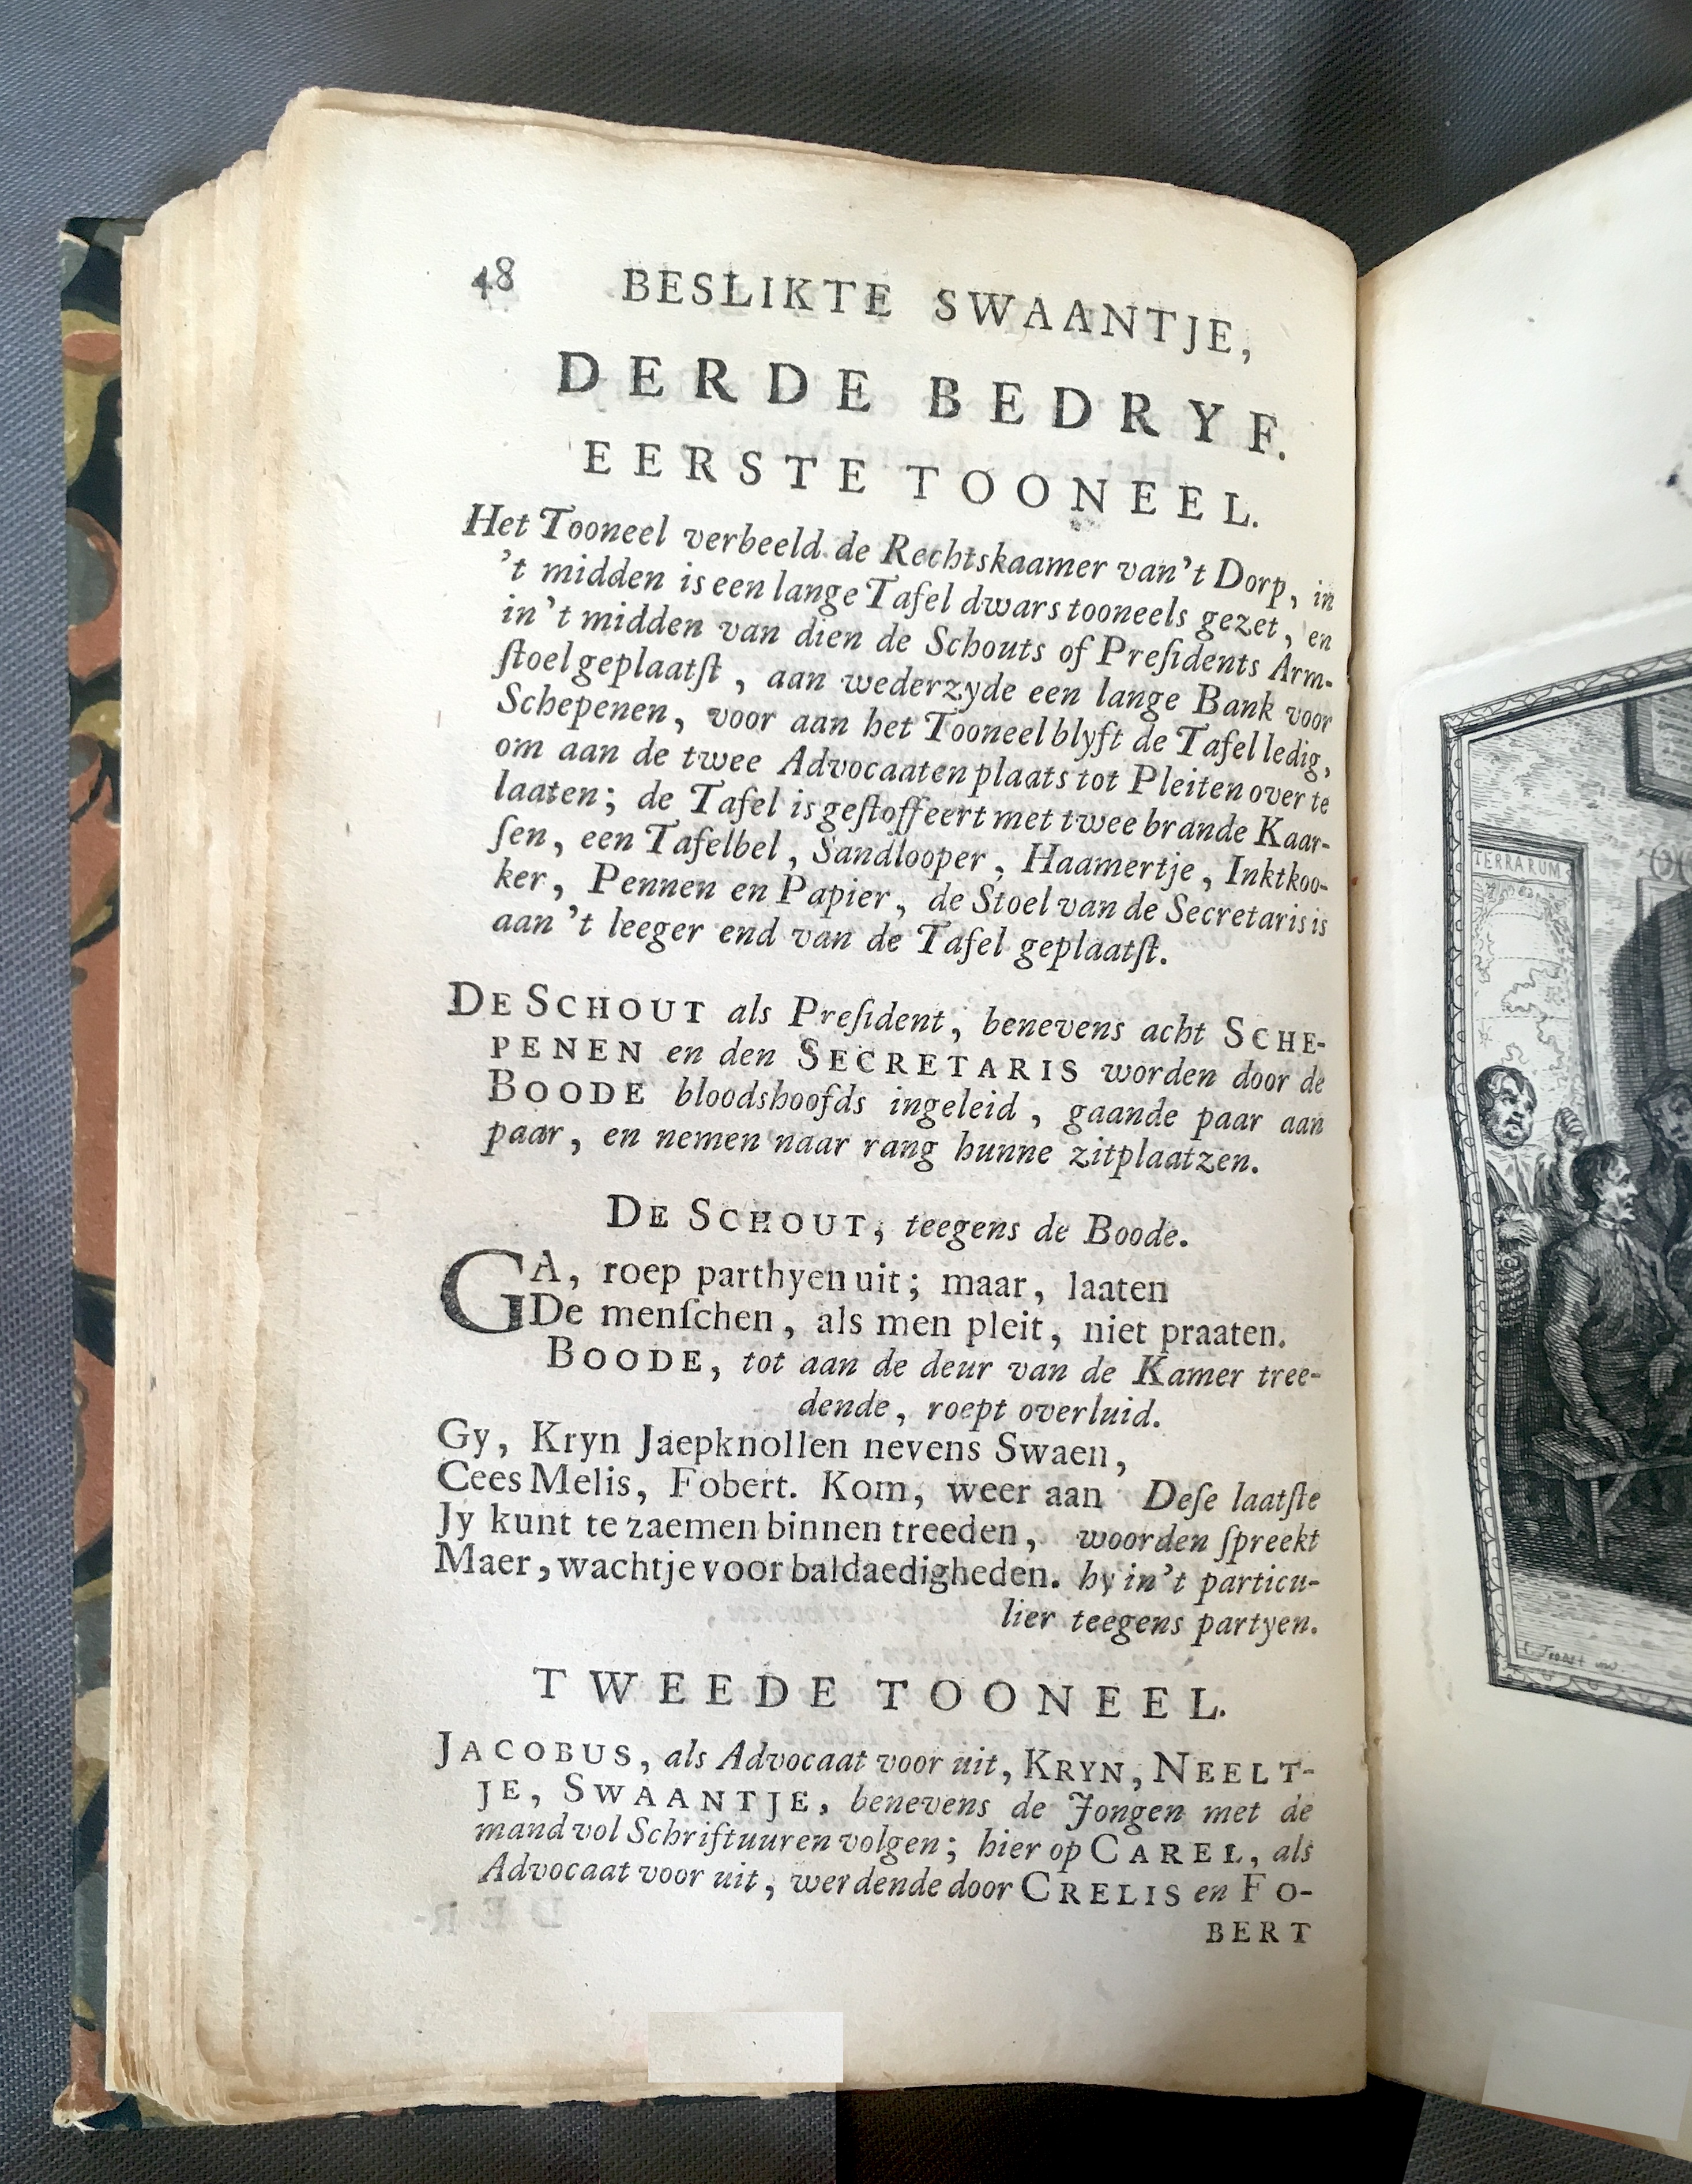 48 BESLIKTE SWAANTJE,
DERDE BEDRYF.
EERSTE TOONEEL.
Het Tooneel verbeeld de Rechtskaamer van't Dorp, in
't midden is een lange Tafel dwars tooneels gezet, en
in't midden van dien de Schouts of Preſidents Arm-
ſtoel geplaatſt, aan wederzyde een lange Bank voor
Schepenen, voor aan het Tooneel blyft de Tafel ledig,
om aan de twee Advocaaten plaats tot Pleiten over te
laaten; de Tafel is geſtoffeert met twee brande Kaar-
ſen, een Tafelbel, Sandlooper, Haamertje, Inktkoo-
ker, Pennen en Papier, de Stoel van de Secretaris is
aan 't leeger end van de Tafel geplaatſt.
DE SCHOUT als Preſident, benevens acht SCHE-
PENEN en den SECRETARIS worden door de
BOODE bloodshoofds ingeleid, gaande paar aan
paar, en nemen naar rang hunne zitplaatzen.
DE SCHOUT, teegens de Boode.
GA, roep parthyen uit; maar, laaten
De menſchen, als men pleit, niet praaten.
BOODE, tot aan de deur van de Kamer tree-
dende, roept overluid.
Gy, Kryn Jaepknollen nevens Swaen,
Cees Melis, Fobert. Kom, weer aan Deſe laatſte
Jy kunt te zaemen binnen treeden, woorden ſpreekt
Maer, wacht je voor baldaedigheden. hy in't particu-
lier teegens partyen.
TWEEDE TOONEEL.
JACOBUS, als Advocaat voor uit, KRYN, NEELT-
JE, SWAANTJE, benevens de Jongen met de
mand vol Schriftuuren volgen; hier op CAREL, als
Advocaat voor uit, werdende door CRELIS en FO-
BERT
TERRARUM
C. Troost inv.